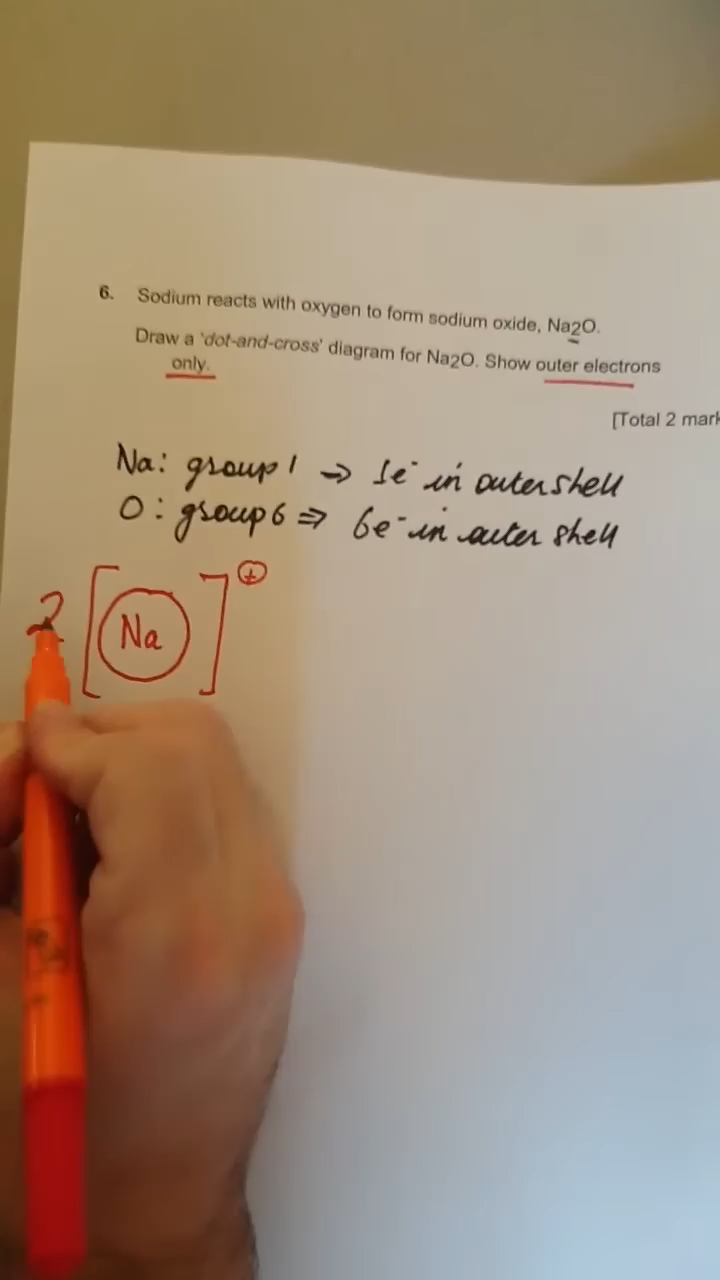 6. Sodium reacts with oxygen to form sodium oxide, Na2O.
Draw a 'dot-and-cross' diagram for Na2O. Show outer electrons
only.
[Total 2 mark
Na: group 1 ⇒ 1e⁻ in outer shell
O: group 6 ⇒ 6e⁻ in outer shell
2 [Na]⁺